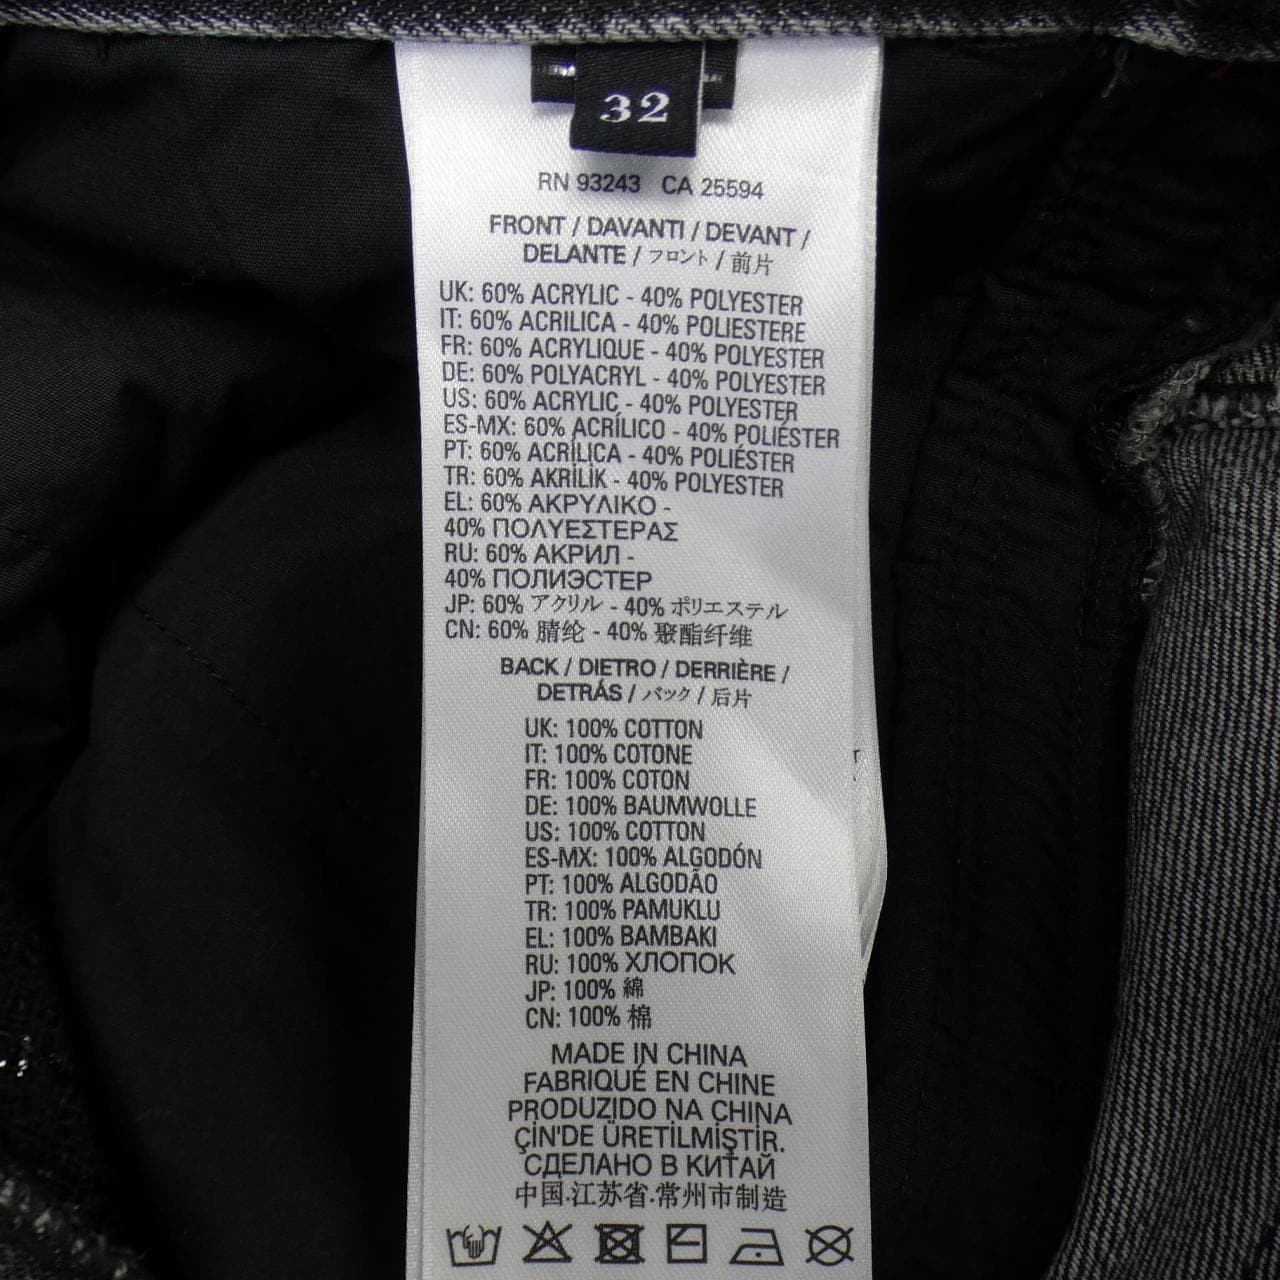 32
RN 93243 CA 25594
FRONT / DAVANTI / DEVANT /
DELANTE / フロント / 前片
UK: 60% ACRYLIC - 40% POLYESTER
IT: 60% ACRILICA - 40% POLIESTERE
FR: 60% ACRYLIQUE - 40% POLYESTER
DE: 60% POLYACRYL - 40% POLYESTER
US: 60% ACRYLIC - 40% POLYESTER
ES-MX: 60% ACRÍLICO - 40% POLIÉSTER
PT: 60% ACRÍLICA - 40% POLIÉSTER
TR: 60% AKRİLİK - 40% POLYESTER
EL: 60% ΑΚΡΥΛΙΚΟ -
40% ΠΟΛΥΕΣΤΕΡΑΣ
RU: 60% АКРИЛ -
40% ПОЛИЭСТЕР
JP: 60% アクリル - 40% ポリエステル
CN: 60% 腈纶 - 40% 聚酯纤维
BACK / DIETRO / DERRIÈRE /
DETRÁS / バック / 后片
UK: 100% COTTON
IT: 100% COTONE
FR: 100% COTON
DE: 100% BAUMWOLLE
US: 100% COTTON
ES-MX: 100% ALGODÓN
PT: 100% ALGODÃO
TR: 100% PAMUKLU
EL: 100% ΒΑΜΒΑΚΙ
RU: 100% ХЛОПОК
JP: 100% 綿
CN: 100% 棉
MADE IN CHINA
FABRIQUÉ EN CHINE
PRODUZIDO NA CHINA
ÇİN'DE ÜRETİLMİŞTİR.
СДЕЛАНО В КИТАЙ
中国.江苏省.常州市制造